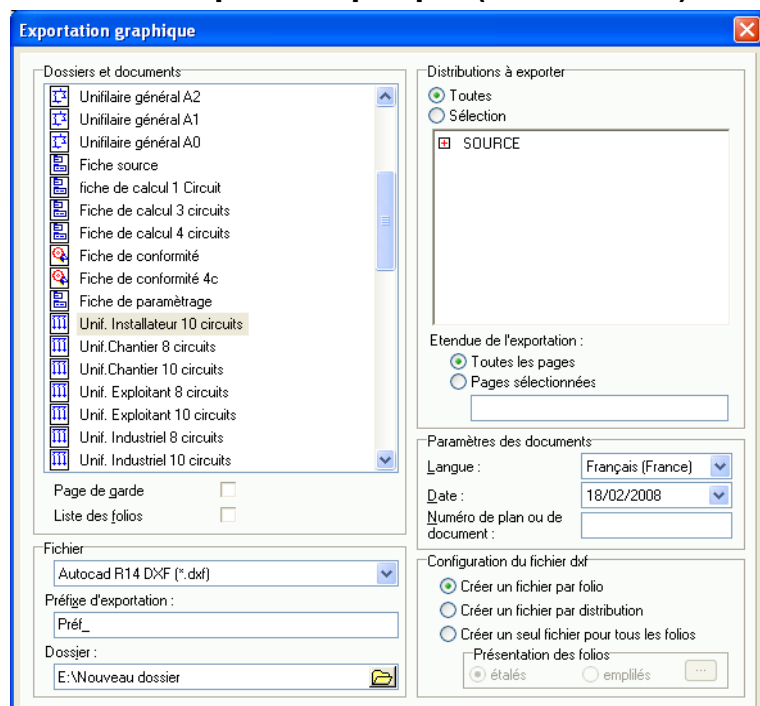 Exportation graphique
Dossiers et documents
Unifilaire général A2
Unifilaire général A1
Unifilaire général A0
Fiche source
fiche de calcul 1 Circuit
Fiche de calcul 3 circuits
Fiche de calcul 4 circuits
Fiche de conformité
Fiche de conformité 4c
Fiche de paramètrage
Unif. Installateur 10 circuits
Unif.Chantier 8 circuits
Unif.Chantier 10 circuits
Unif. Exploitant 8 circuits
Unif. Exploitant 10 circuits
Unif. Industriel 8 circuits
Unif. Industriel 10 circuits
Page de garde
Liste des folios
Fichier
Autocad R14 DXF (*.dxf)
Préfixe d'exportation :
Préf_
Dossier :
E:\Nouveau dossier
Distributions à exporter
Toutes
Sélection
SOURCE
Etendue de l'exportation :
Toutes les pages
Pages sélectionnées
Paramètres des documents
Langue : Français (France)
Date : 18/02/2008
Numéro de plan ou de
document :
Configuration du fichier dxf
Créer un fichier par folio
Créer un fichier par distribution
Créer un seul fichier pour tous les folios
Présentation des folios
étalés empliés ...